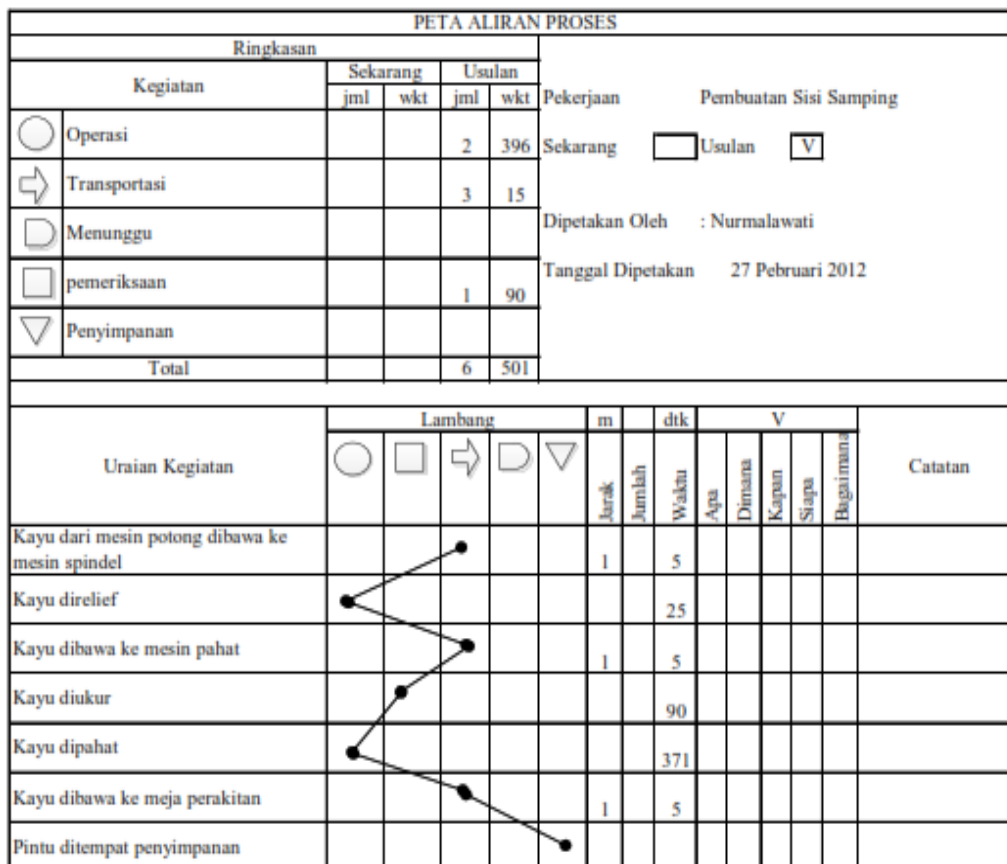 PETA ALIRAN PROSES
Ringkasan
Kegiatan Sekarang Usulan
jml wkt jml wkt
Pekerjaan Pembuatan Sisi Samping
Operasi 2 396
Sekarang Usulan V
Transportasi 3 15
Menunggu
Dipetakan Oleh : Nurmalawati
pemeriksaan 1 90
Tanggal Dipetakan 27 Pebruari 2012
Penyimpanan
Total 6 501
Uraian Kegiatan Lambang m dtk V Catatan
Jarak Jumlah Waktu Apa Dimana Kapan Siapa Bagaimana
Kayu dari mesin potong dibawa ke
mesin spindel 1 5
Kayu direlief 25
Kayu dibawa ke mesin pahat 1 5
Kayu diukur 90
Kayu dipahat 371
Kayu dibawa ke meja perakitan 1 5
Pintu ditempat penyimpanan